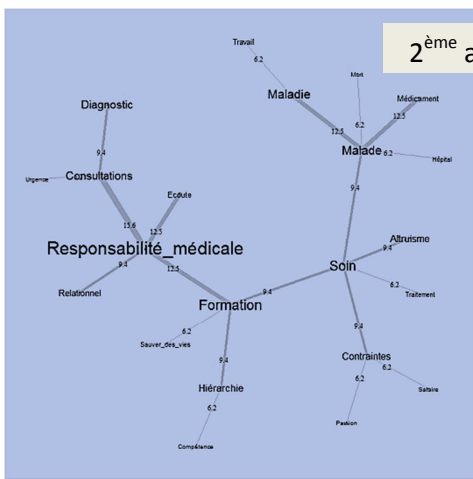 Travail
2ème a
6.2
Mort
Maladie
Médicament
Diagnostic
12.5
12.5
6.2
Malade
6.2
Hôpital
9.4
Urgence
Consultations
9.4
Ecoute
15.6
12.5
Altruisme
Responsabilité_médicale
9.4
9.4
12.5
Soin
Relationnel
9.4
6.2
Traitement
Formation
6.2
9.4
Sauver_des_vies
Contraintes
9.4
6.2
Hiérarchie
6.2
Salaire
6.2
Passion
Compétence